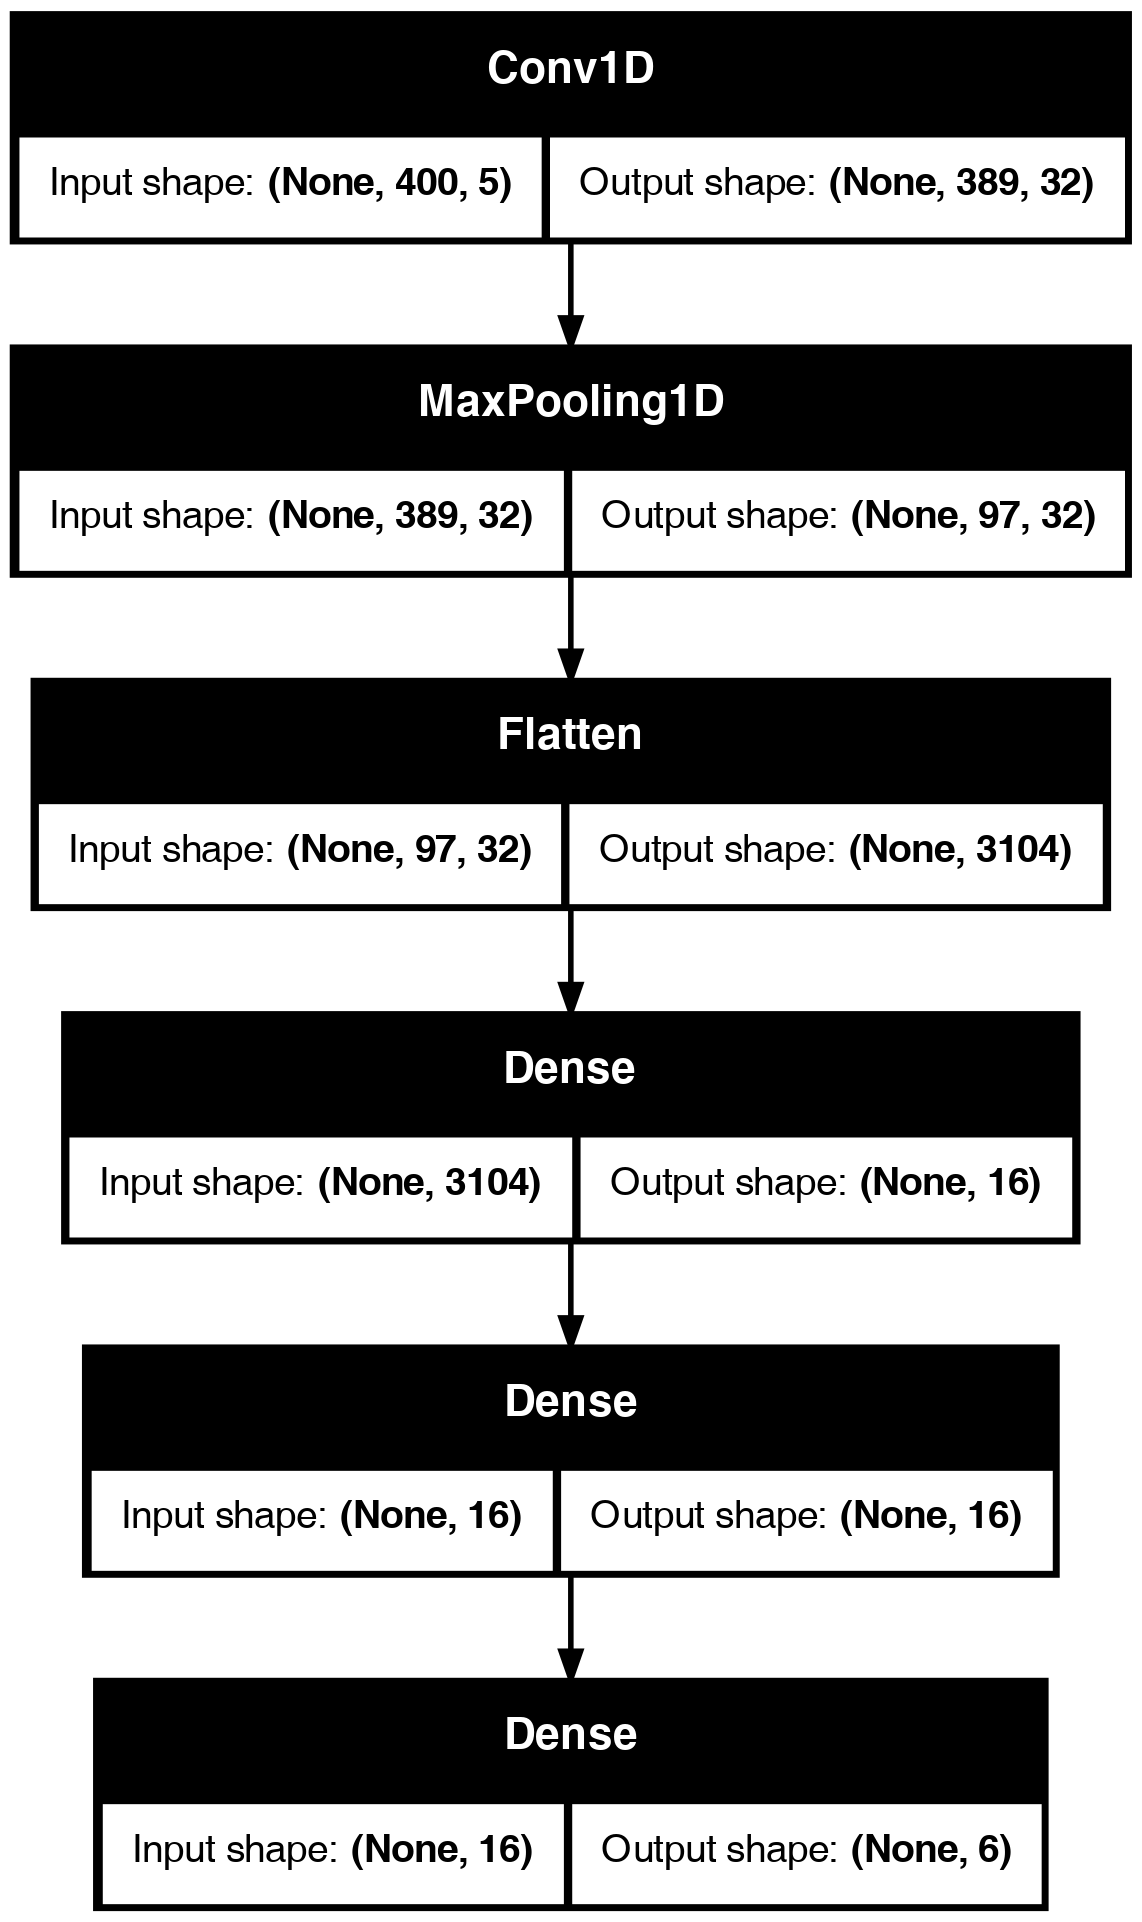 Conv1D
Input shape: (None, 400, 5) Output shape: (None, 389, 32)
MaxPooling1D
Input shape: (None, 389, 32) Output shape: (None, 97, 32)
Flatten
Input shape: (None, 97, 32) Output shape: (None, 3104)
Dense
Input shape: (None, 3104) Output shape: (None, 16)
Dense
Input shape: (None, 16) Output shape: (None, 16)
Dense
Input shape: (None, 16) Output shape: (None, 6)